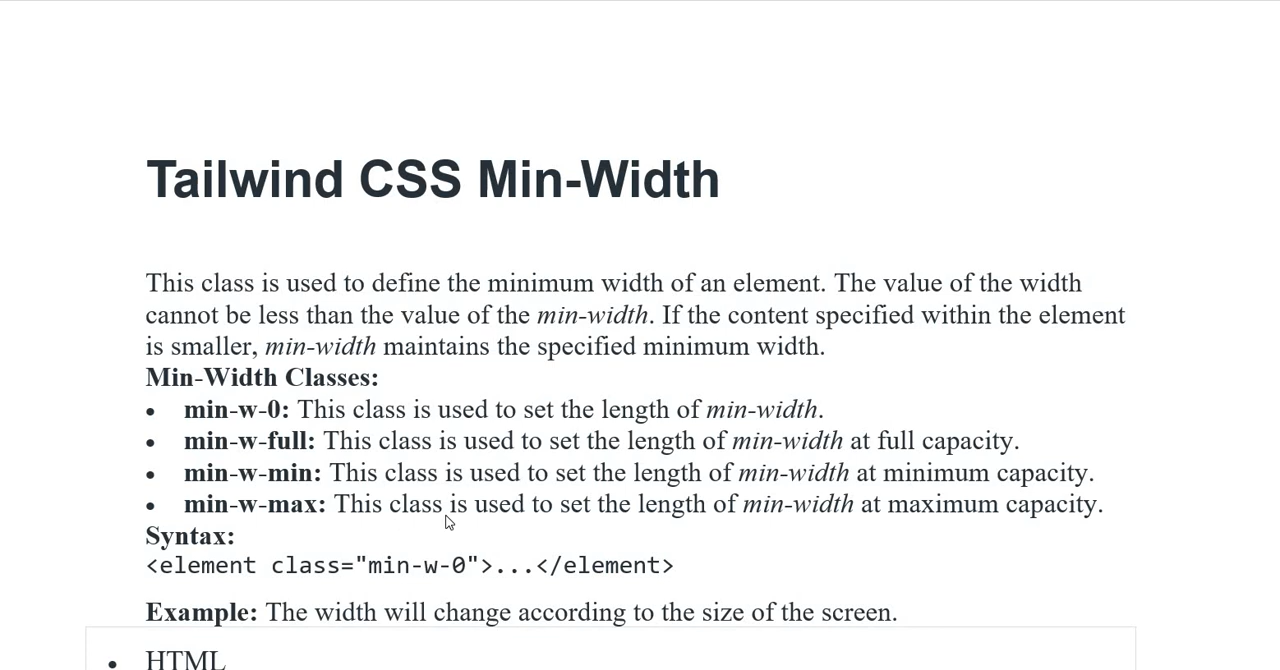 Tailwind CSS Min-Width
This class is used to define the minimum width of an element. The value of the width
cannot be less than the value of the min-width. If the content specified within the element
is smaller, min-width maintains the specified minimum width.
Min-Width Classes:
• min-w-0: This class is used to set the length of min-width.
• min-w-full: This class is used to set the length of min-width at full capacity.
• min-w-min: This class is used to set the length of min-width at minimum capacity.
• min-w-max: This class is used to set the length of min-width at maximum capacity.
Syntax:
<element class="min-w-0">...</element>
Example: The width will change according to the size of the screen.
• HTML